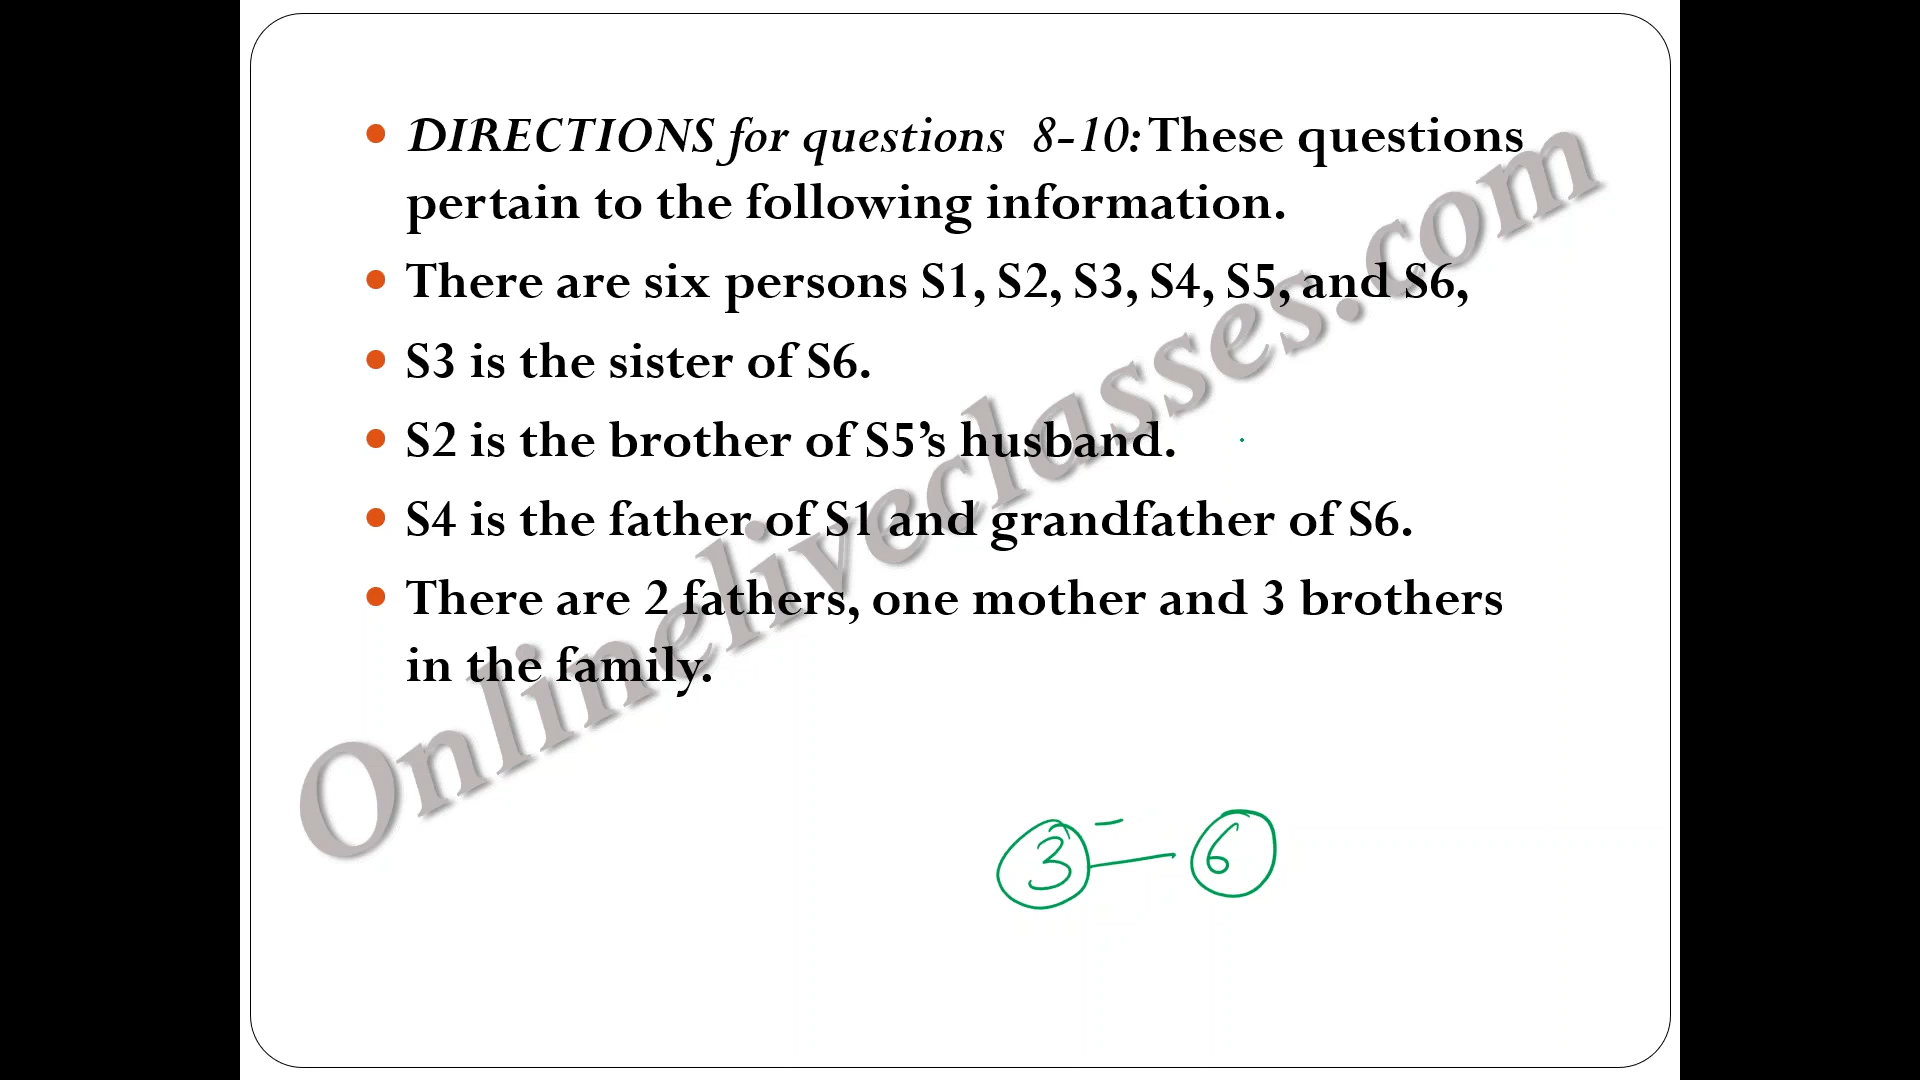 • DIRECTIONS for questions 8-10: These questions
pertain to the following information.
• There are six persons S1, S2, S3, S4, S5, and S6,
• S3 is the sister of S6.
• S2 is the brother of S5’s husband.
• S4 is the father of S1 and grandfather of S6.
• There are 2 fathers, one mother and 3 brothers
in the family.
Onlineliveclasses.com
3 – 6